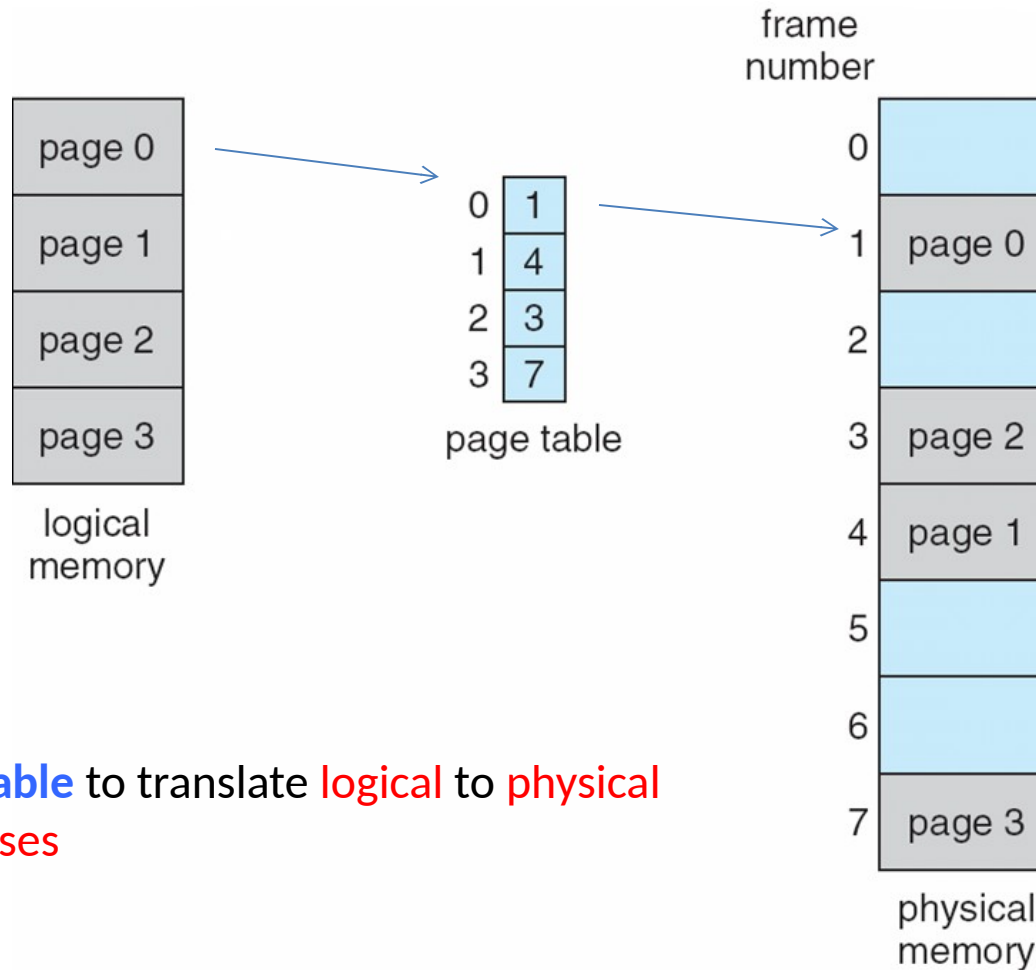 frame
number
page 0
page 1
page 2
page 3
logical
memory
0 1
1 4
2 3
3 7
page table
0
1 page 0
2
3 page 2
4 page 1
5
6
7 page 3
physical
memory
able to translate logical to physical
ses